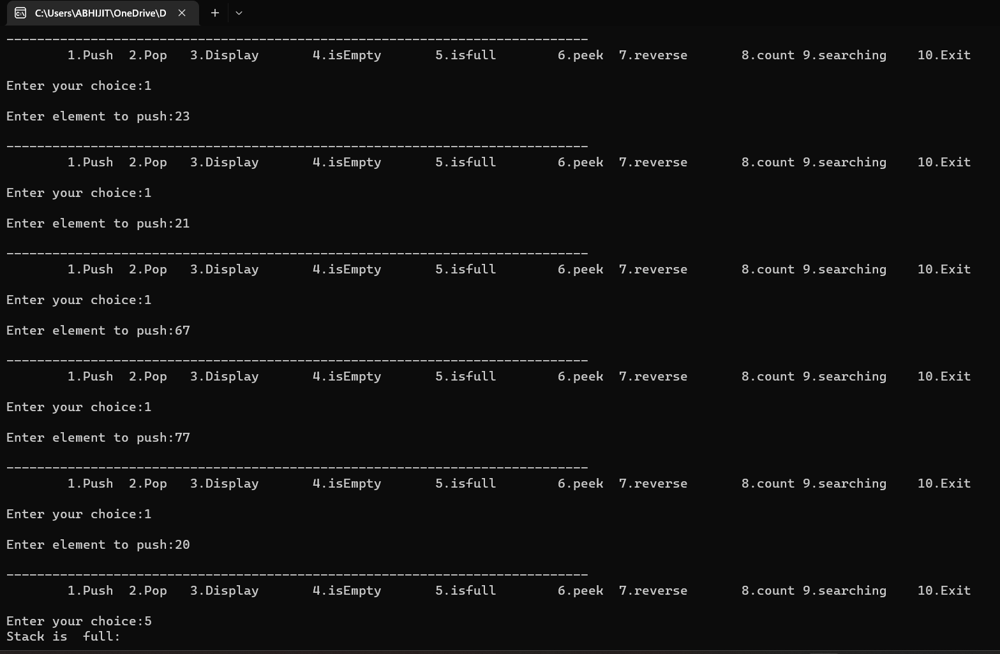 C:\Users\ABHIJIT\OneDrive\D
----------------------------------------------------------------------------
1.Push 2.Pop 3.Display 4.isEmpty 5.isfull 6.peek 7.reverse 8.count 9.searching 10.Exit
Enter your choice:1
Enter element to push:23
----------------------------------------------------------------------------
1.Push 2.Pop 3.Display 4.isEmpty 5.isfull 6.peek 7.reverse 8.count 9.searching 10.Exit
Enter your choice:1
Enter element to push:21
----------------------------------------------------------------------------
1.Push 2.Pop 3.Display 4.isEmpty 5.isfull 6.peek 7.reverse 8.count 9.searching 10.Exit
Enter your choice:1
Enter element to push:67
----------------------------------------------------------------------------
1.Push 2.Pop 3.Display 4.isEmpty 5.isfull 6.peek 7.reverse 8.count 9.searching 10.Exit
Enter your choice:1
Enter element to push:77
----------------------------------------------------------------------------
1.Push 2.Pop 3.Display 4.isEmpty 5.isfull 6.peek 7.reverse 8.count 9.searching 10.Exit
Enter your choice:1
Enter element to push:20
----------------------------------------------------------------------------
1.Push 2.Pop 3.Display 4.isEmpty 5.isfull 6.peek 7.reverse 8.count 9.searching 10.Exit
Enter your choice:5
Stack is  full: